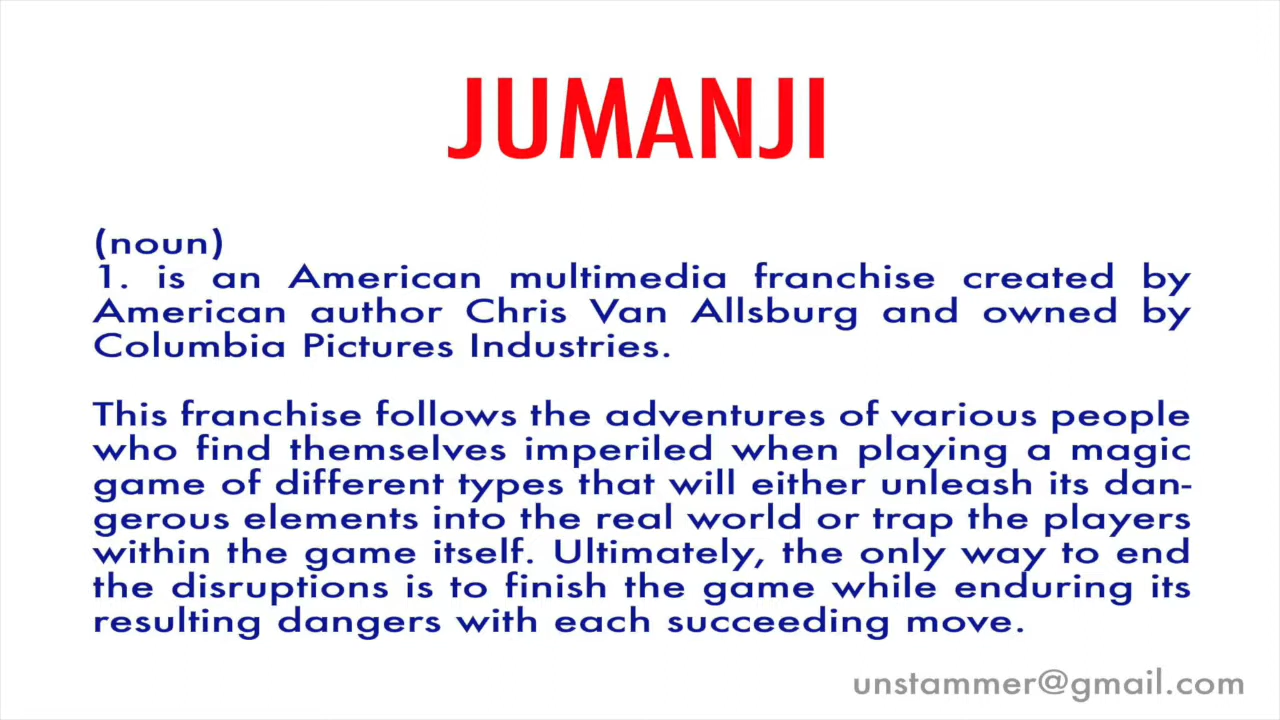 JUMANJI
(noun)
1. is an American multimedia franchise created by
American author Chris Van Allsburg and owned by
Columbia Pictures Industries.
This franchise follows the adventures of various people
who find themselves imperiled when playing a magic
game of different types that will either unleash its dan-
gerous elements into the real world or trap the players
within the game itself. Ultimately, the only way to end
the disruptions is to finish the game while enduring its
resulting dangers with each succeeding move.
unstammer@gmail.com